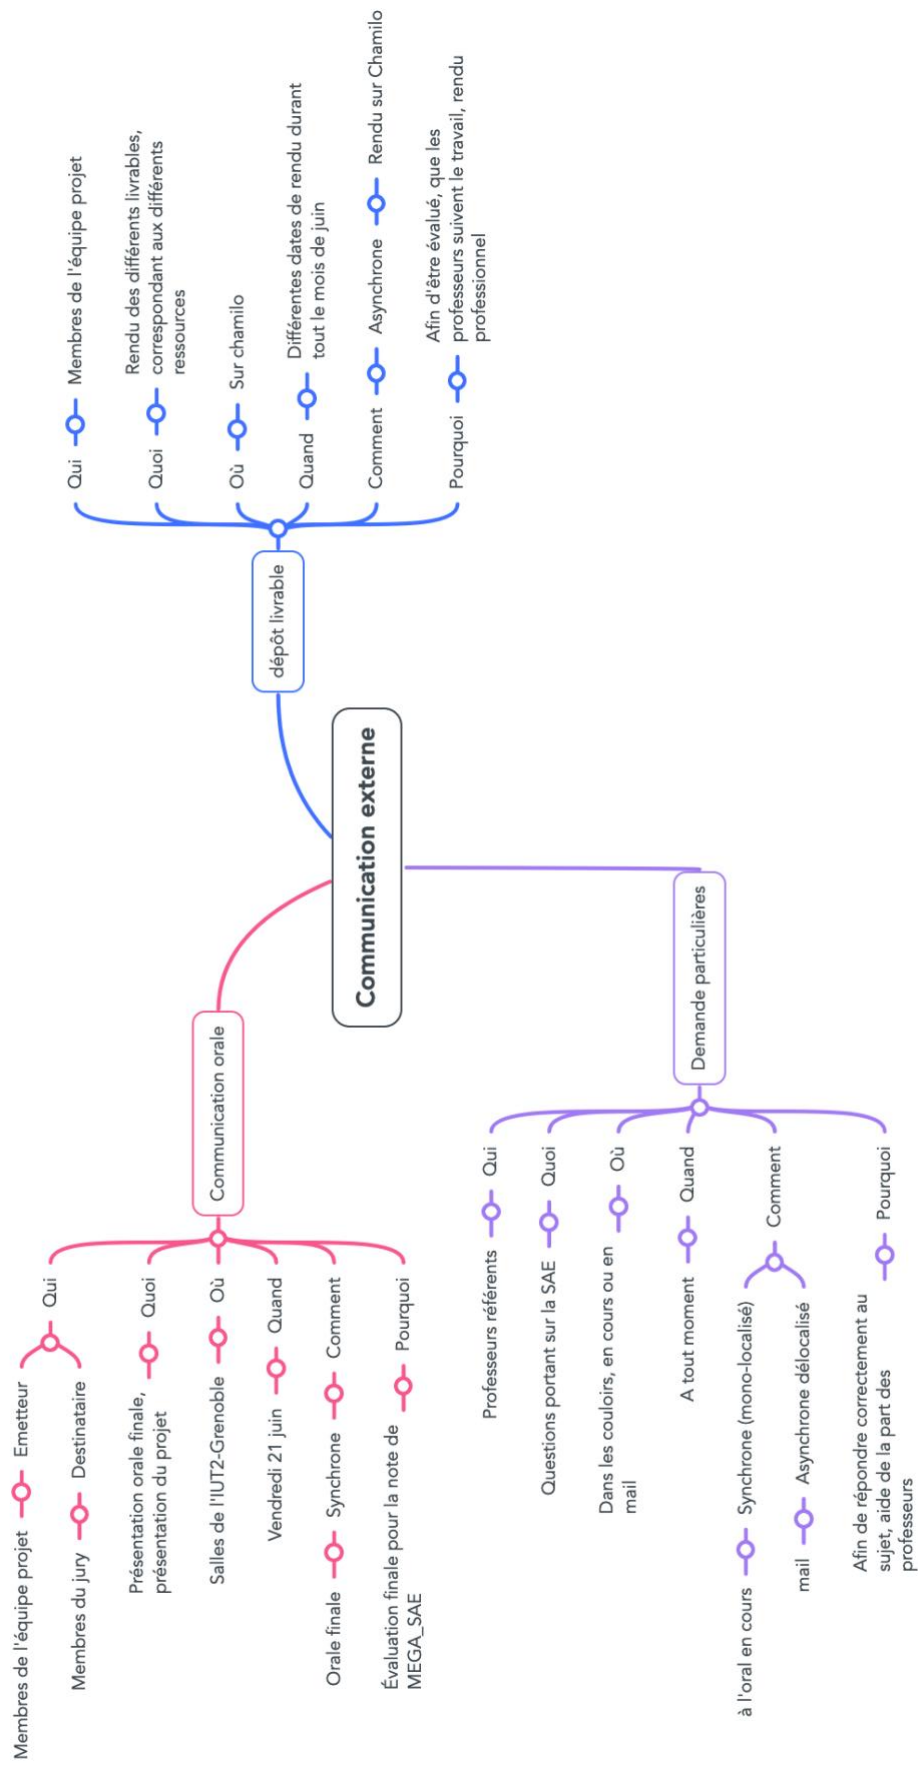 Communication externe
Communication orale
Qui
Emetteur
Membres de l'équipe projet
Destinataire
Membres du jury
Quoi
Présentation orale finale,
présentation du projet
Où
Salles de l'IUT2-Grenoble
Quand
Vendredi 21 juin
Comment
Synchrone
Orale finale
Pourquoi
Évaluation finale pour la note de
MEGA_SAE
dépôt livrable
Qui
Membres de l'équipe projet
Quoi
Rendu des différents livrables,
correspondant aux différents
ressources
Où
Sur chamilo
Quand
Différentes dates de rendu durant
tout le mois de juin
Comment
Asynchrone
Rendu sur Chamilo
Pourquoi
Afin d'être évalué, que les
professeurs suivent le travail, rendu
professionnel
Demande particulières
Qui
Professeurs référents
Quoi
Questions portant sur la SAE
Où
Dans les couloirs, en cours ou en
mail
Quand
A tout moment
Comment
Synchrone (mono-localisé)
à l'oral en cours
Asynchrone délocalisé
mail
Pourquoi
Afin de répondre correctement au
sujet, aide de la part des
professeurs